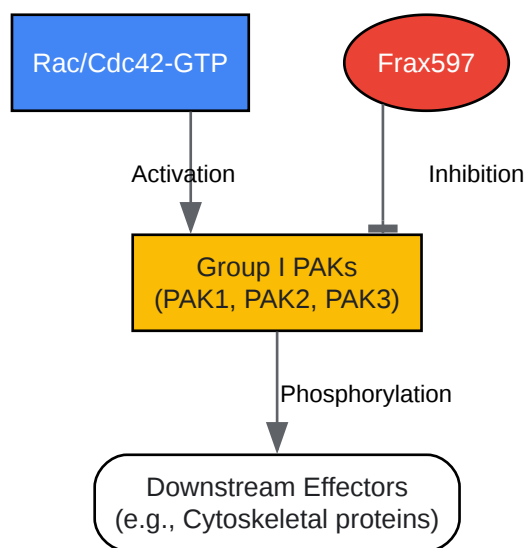 Rac/Cdc42-GTP
Frax597
Activation
Inhibition
Group I PAKs
(PAK1, PAK2, PAK3)
Phosphorylation
Downstream Effectors
(e.g., Cytoskeletal proteins)